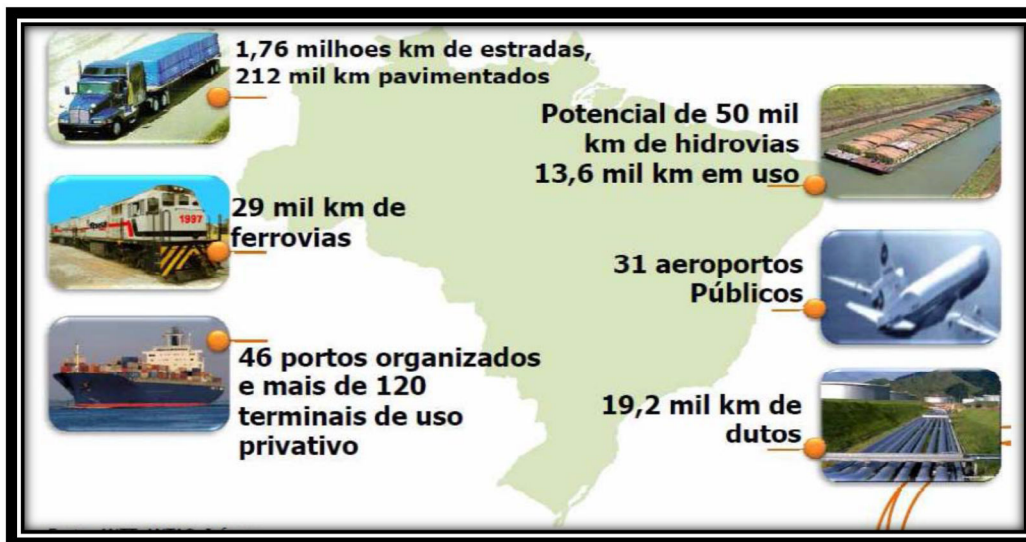 1,76 milhoes km de estradas,
212 mil km pavimentados
Potencial de 50 mil
km de hidrovias
13,6 mil km em uso
1997
29 mil km de
ferrovias
31 aeroportos
Públicos
46 portos organizados
e mais de 120
terminais de uso
privativo
19,2 mil km de
dutos